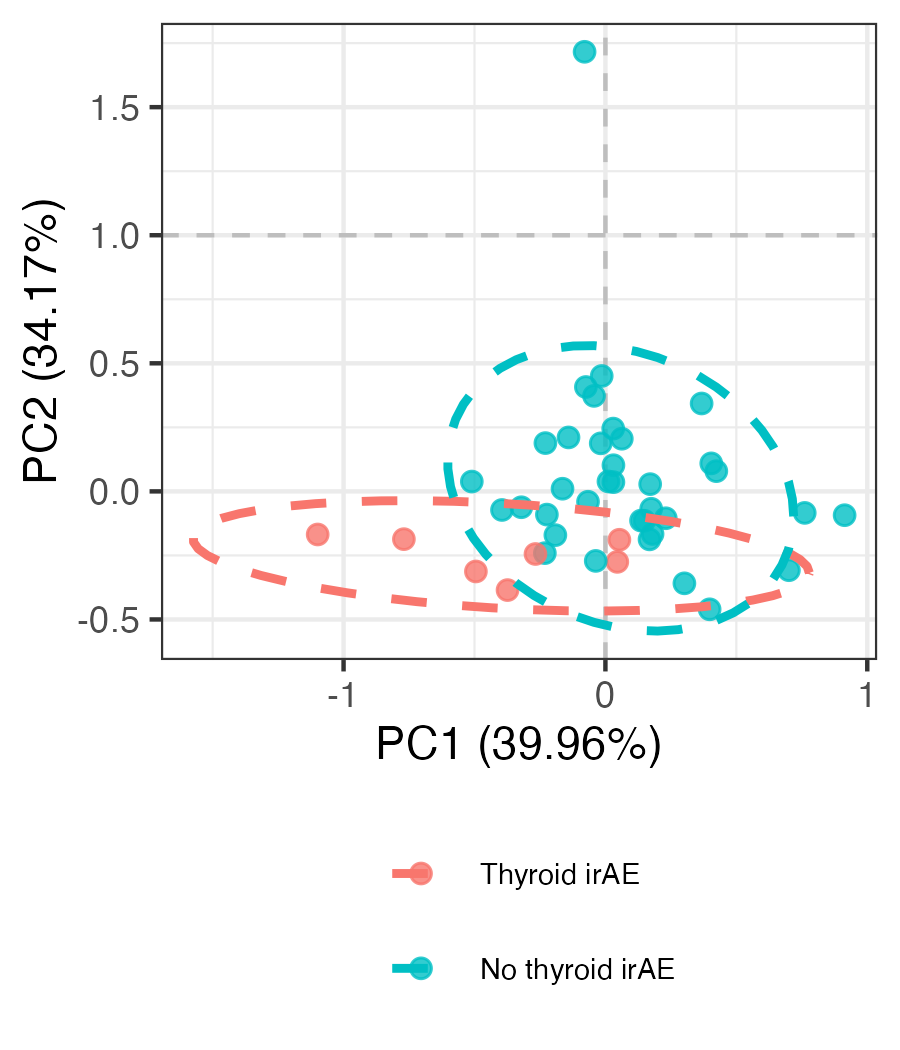 1.5
1.0
0.5
0.0
-0.5
PC2 (34.17%)
-1
0
1
PC1 (39.96%)
Thyroid irAE
No thyroid irAE